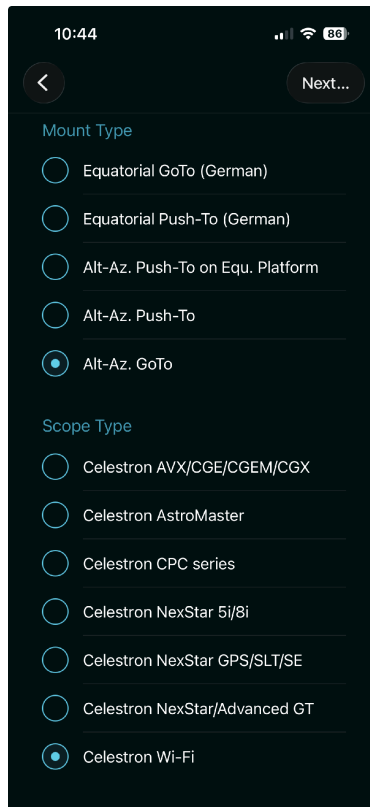 10:44
86
Next...
Mount Type
Equatorial GoTo (German)
Equatorial Push-To (German)
Alt-Az. Push-To on Equ. Platform
Alt-Az. Push-To
Alt-Az. GoTo
Scope Type
Celestron AVX/CGE/CGEM/CGX
Celestron AstroMaster
Celestron CPC series
Celestron NexStar 5i/8i
Celestron NexStar GPS/SLT/SE
Celestron NexStar/Advanced GT
Celestron Wi-Fi